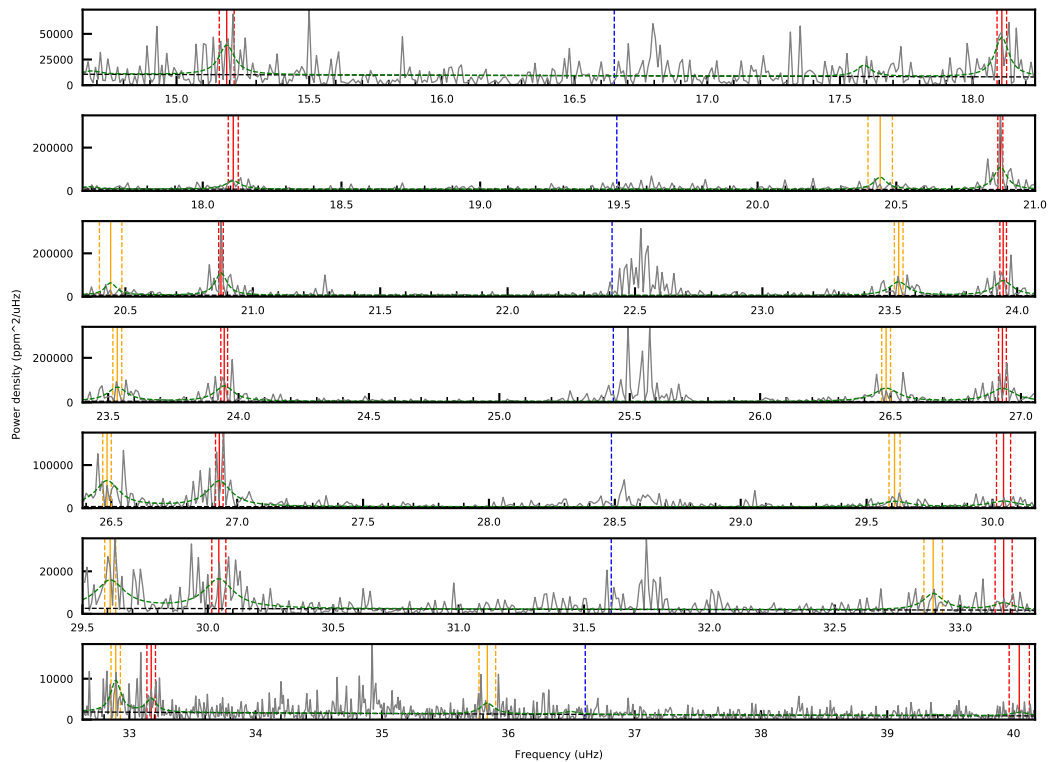 50000
25000
0
15.0 15.5 16.0 16.5 17.0 17.5 18.0
200000
0
18.0 18.5 19.0 19.5 20.0 20.5 21.0
200000
0
20.5 21.0 21.5 22.0 22.5 23.0 23.5 24.0
200000
0
23.5 24.0 24.5 25.0 25.5 26.0 26.5 27.0
Power density (ppm^2/uHz)
100000
0
26.5 27.0 27.5 28.0 28.5 29.0 29.5 30.0
20000
0
29.5 30.0 30.5 31.0 31.5 32.0 32.5 33.0
10000
0
33 34 35 36 37 38 39 40
Frequency (uHz)